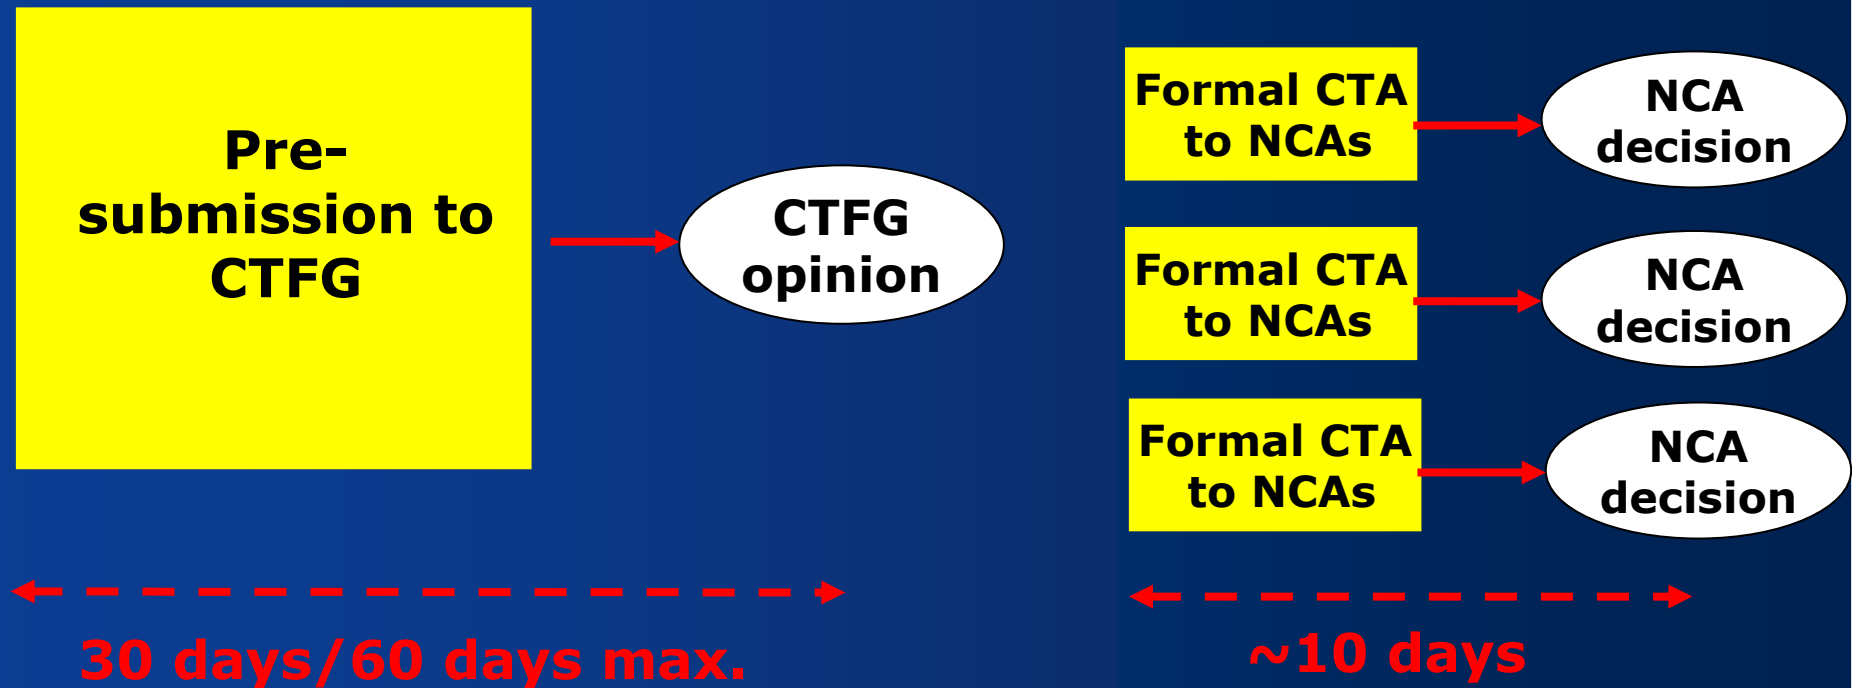 Pre-
submission to
CTFG
CTFG
opinion
Formal CTA
to NCAs
NCA
decision
Formal CTA
to NCAs
NCA
decision
Formal CTA
to NCAs
NCA
decision
30 days/60 days max.
~10 days